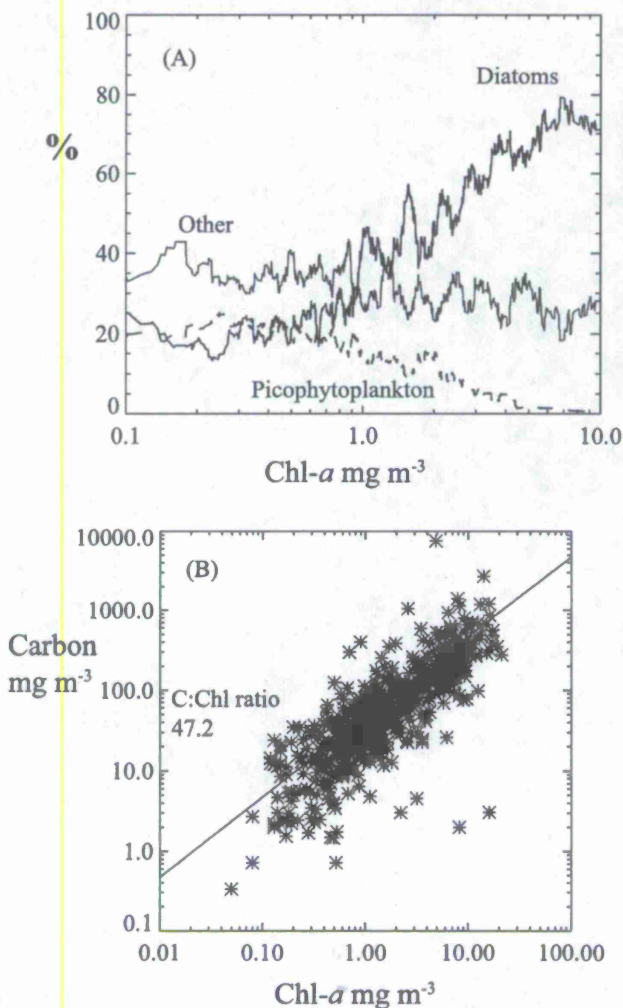 100
80
%
60
40
20
0
(A)
Diatoms
Other
Picophytoplankton
0.1 1.0 10.0
Chl-a mg m-3
10000.0
1000.0
Carbon
mg m-3
100.0
10.0
1.0
0.1
(B)
C:Chl ratio
47.2
0.01 0.10 1.00 10.00 100.00
Chl-a mg m-3